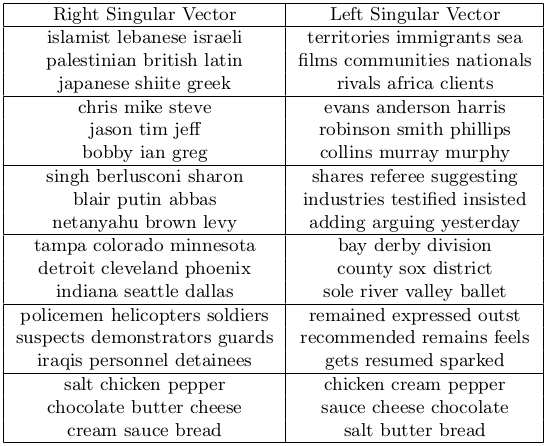 Right Singular Vector Left Singular Vector
islamist lebanese israeli territories immigrants sea
palestinian british latin films communities nationals
japanese shiite greek rivals africa clients
chris mike steve evans anderson harris
jason tim jeff robinson smith phillips
bobby ian greg collins murray murphy
singh berlusconi sharon shares referee suggesting
blair putin abbas industries testified insisted
netanyahu brown levy adding arguing yesterday
tampa colorado minnesota bay derby division
detroit cleveland phoenix county sox district
indiana seattle dallas sole river valley ballet
policemen helicopters soldiers remained expressed outst
suspects demonstrators guards recommended remains feels
iraqis personnel detainees gets resumed sparked
salt chicken pepper chicken cream pepper
chocolate butter cheese sauce cheese chocolate
cream sauce bread salt butter bread